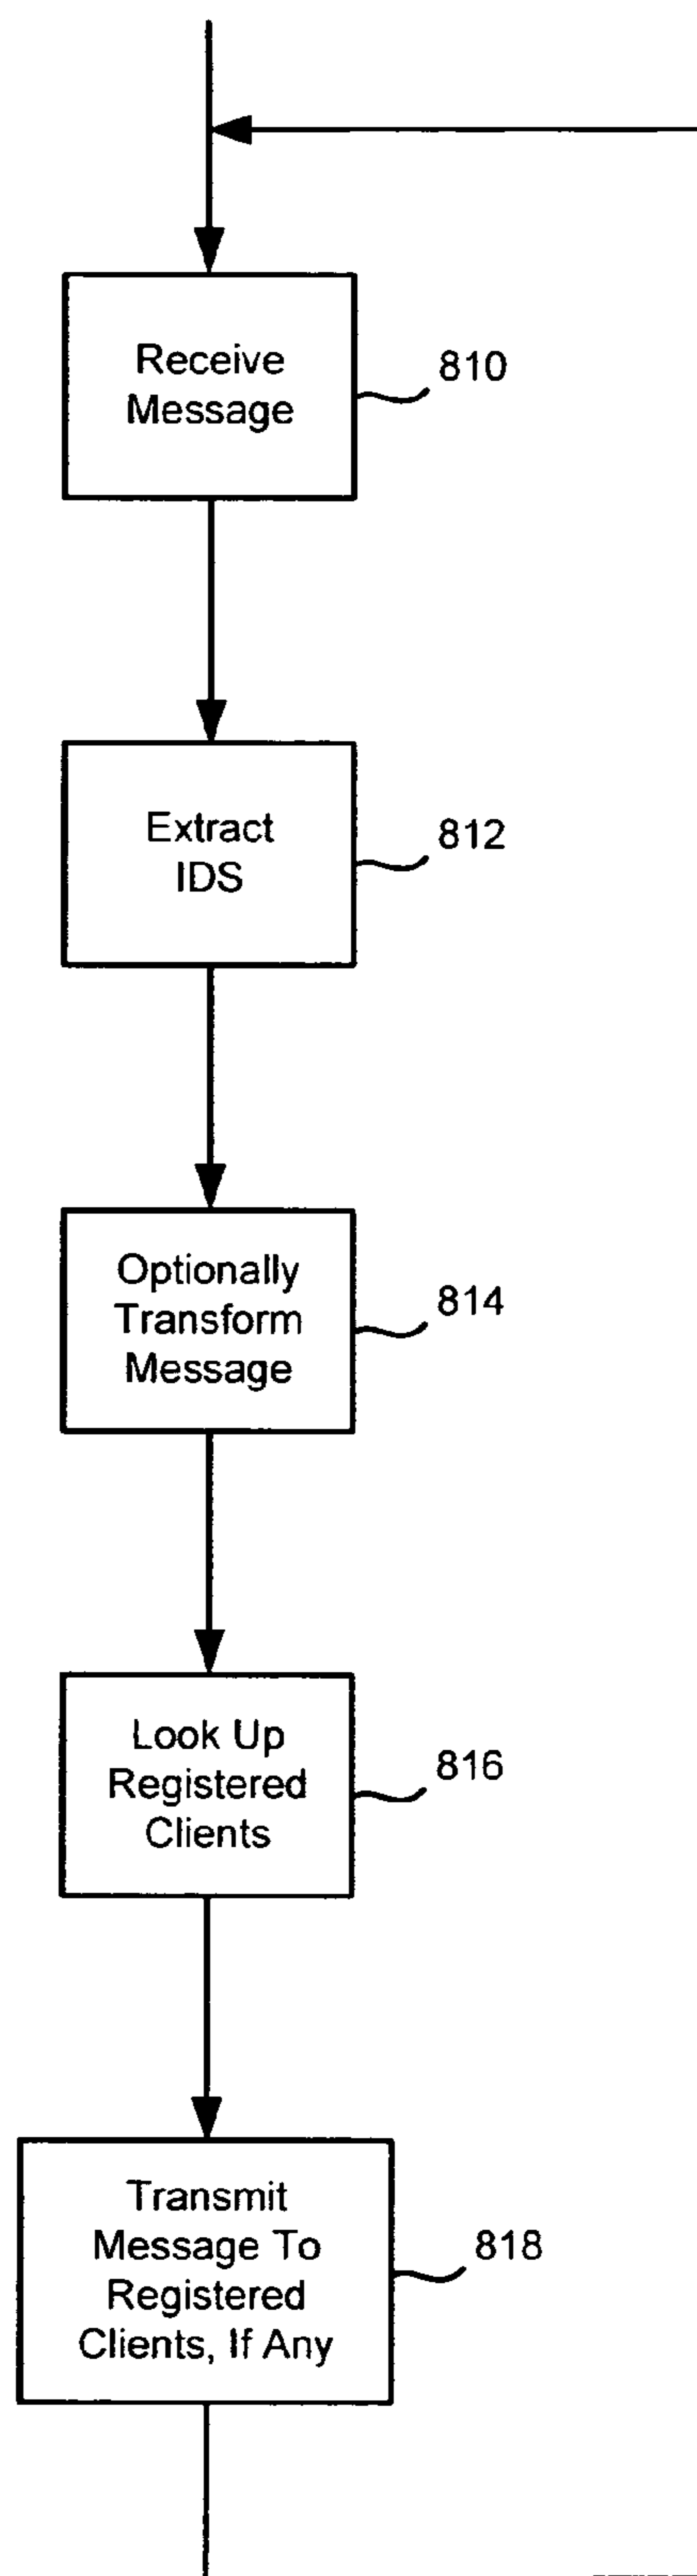 Receive
Message
810
Extract
IDS
812
Optionally
Transform
Message
814
Look Up
Registered
Clients
816
Transmit
Message To
Registered
Clients, If Any
818